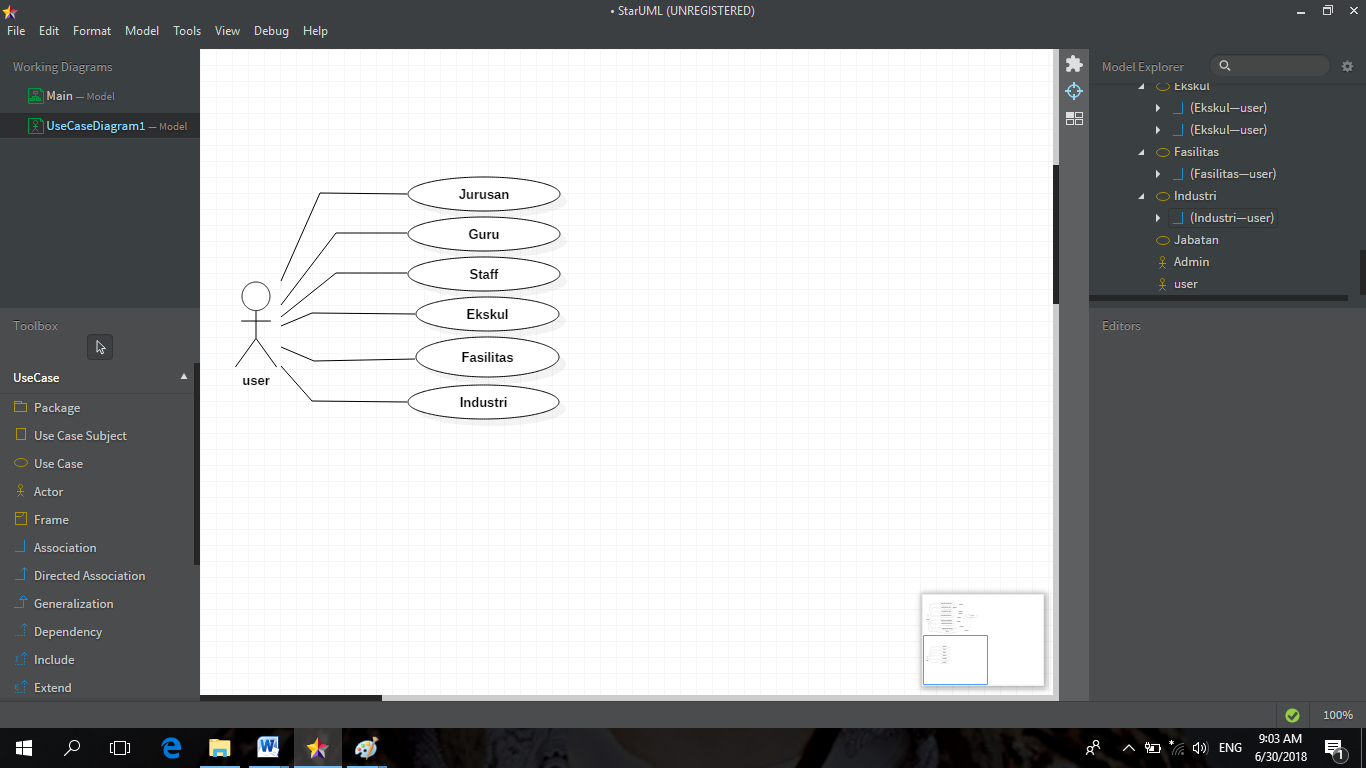 • StarUML (UNREGISTERED)
File Edit Format Model Tools View Debug Help
Working Diagrams
Main — Model
UseCaseDiagram1 — Model
Toolbox
UseCase
Package
Use Case Subject
Use Case
Actor
Frame
Association
Directed Association
Generalization
Dependency
Include
Extend
Jurusan
Guru
Staff
Ekskul
Fasilitas
Industri
user
Model Explorer
Ekskul
(Ekskul—user)
(Ekskul—user)
Fasilitas
(Fasilitas—user)
Industri
(Industri—user)
Jabatan
Admin
user
Editors
100%
ENG
9:03 AM
6/30/2018
1